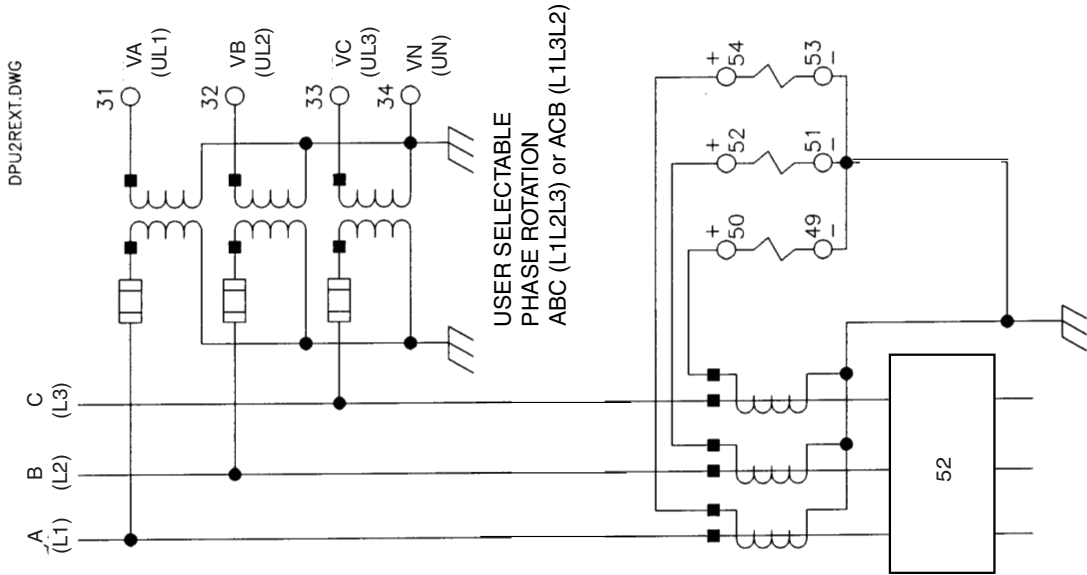 DPU2REXT.DWG
31
VA
(UL1)
32
VB
(UL2)
33
VC
(UL3)
34
VN
(UN)
USER SELECTABLE
PHASE ROTATION
ABC (L1L2L3) or ACB (L1L3L2)
+
54
53
–
+
52
51
–
+
50
49
–
C
(L3)
B
(L2)
A
(L1)
52